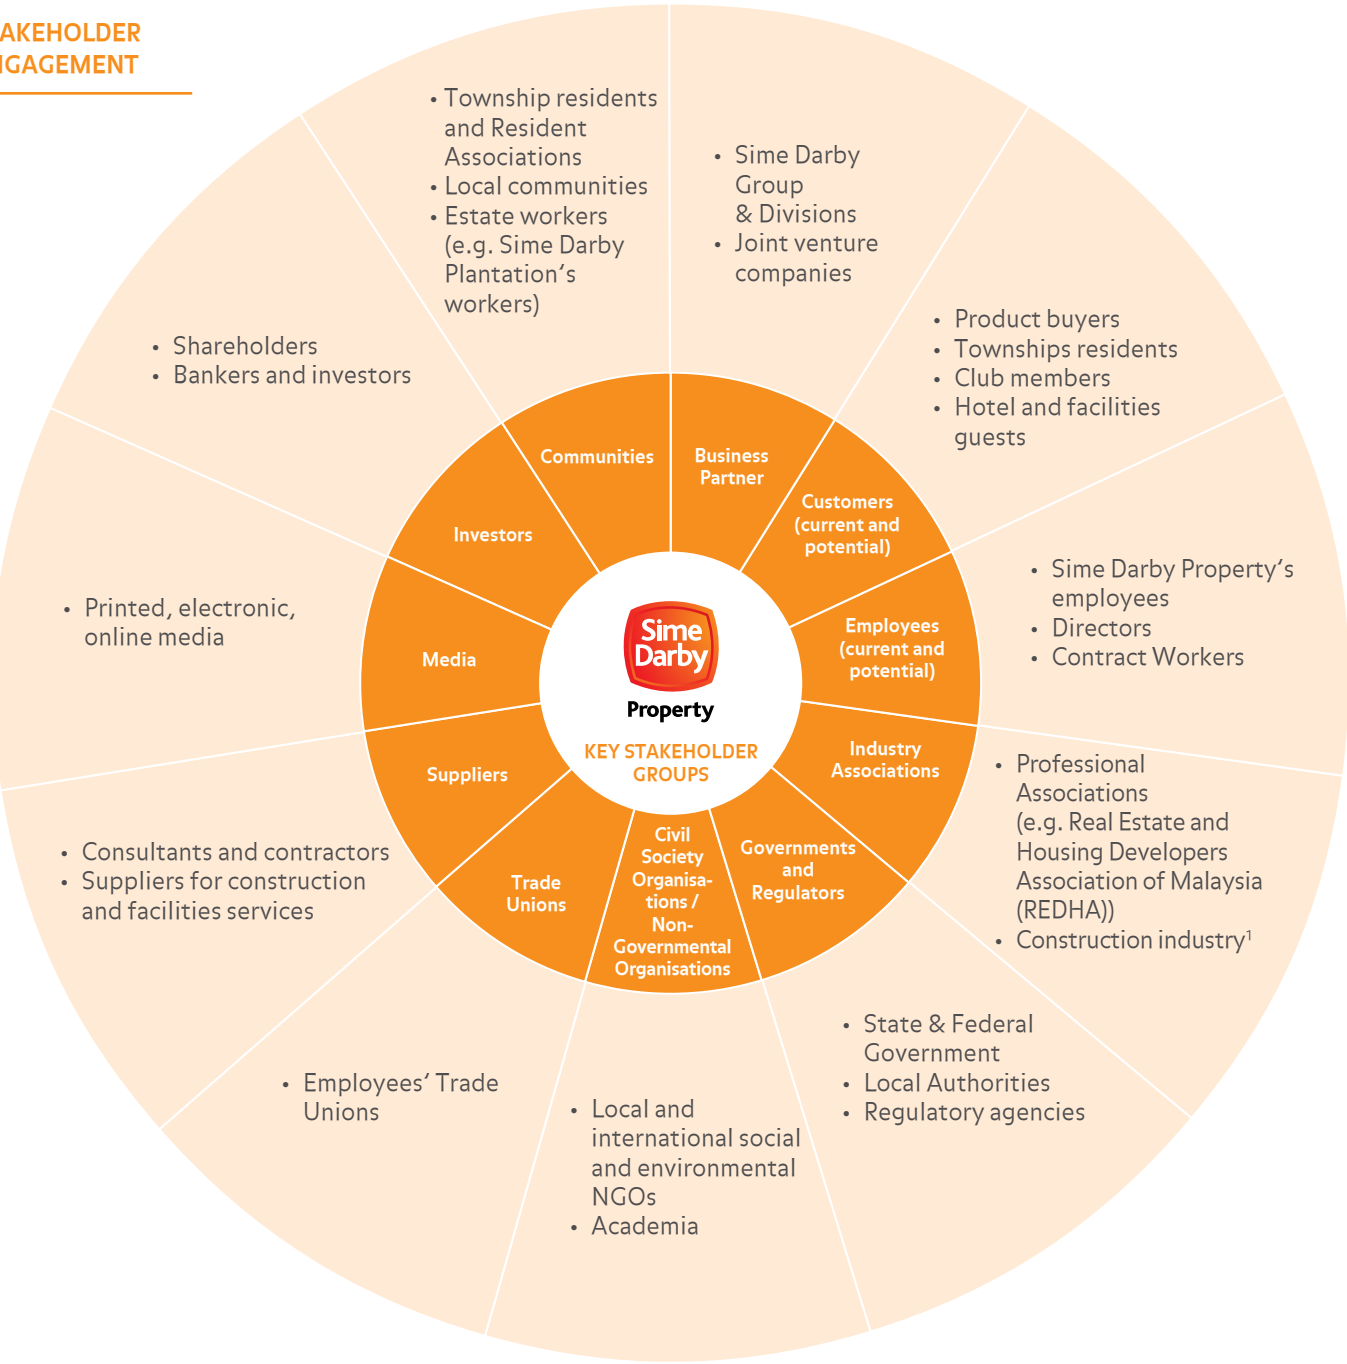 AKEHOLDER
GAGEMENT
• Township residents
and Resident
Associations
• Local communities
• Estate workers
(e.g. Sime Darby
Plantation‘s
workers)
• Sime Darby
Group
& Divisions
• Joint venture
companies
• Product buyers
• Townships residents
• Club members
• Hotel and facilities
guests
• Sime Darby Property‘s
employees
• Directors
• Contract Workers
• Professional
Associations
(e.g. Real Estate and
Housing Developers
Association of Malaysia
(REDHA))
• Construction industry¹
• State & Federal
Government
• Local Authorities
• Regulatory agencies
• Local and
international social
and environmental
NGOs
• Academia
• Employees‘ Trade
Unions
• Consultants and contractors
• Suppliers for construction
and facilities services
• Printed, electronic,
online media
• Shareholders
• Bankers and investors
Communities
Business
Partner
Customers
(current and
potential)
Employees
(current and
potential)
Industry
Associations
Governments
and
Regulators
Civil
Society
Organisa-
tions /
Non-
Governmental
Organisations
Trade
Unions
Suppliers
Media
Investors
Sime
Darby
Property
KEY STAKEHOLDER
GROUPS